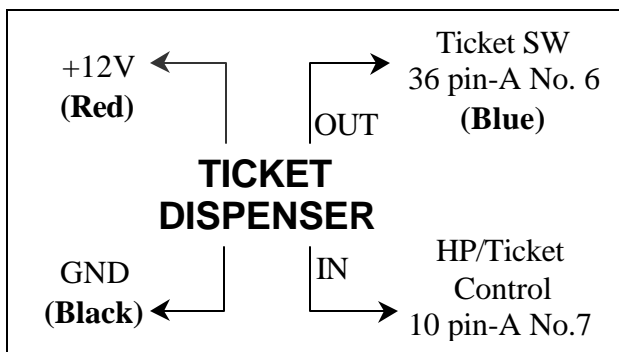 +12V
(Red)
Ticket SW
36 pin-A No. 6
(Blue)
OUT
TICKET
DISPENSER
GND
(Black)
IN
HP/Ticket
Control
10 pin-A No.7